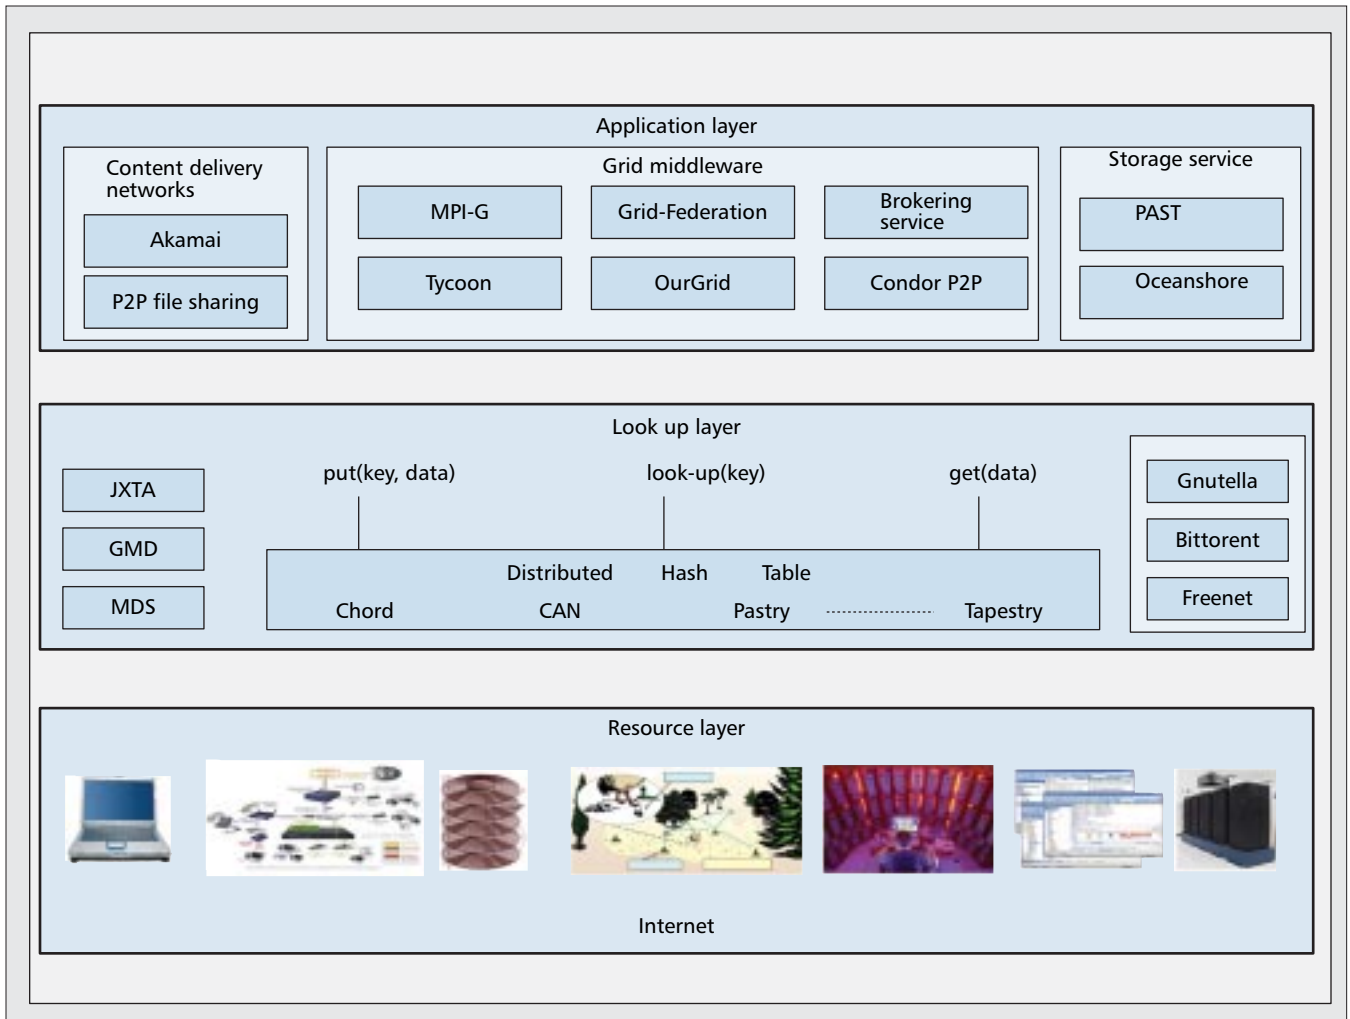 Application layer
Content delivery
networks
Akamai
P2P file sharing
Grid middleware
MPI-G
Grid-Federation
Brokering
service
Tycoon
OurGrid
Condor P2P
Storage service
PAST
Oceanshore
Look up layer
JXTA
GMD
MDS
put(key, data)
look-up(key)
get(data)
Distributed Hash Table
Chord CAN Pastry Tapestry
Gnutella
Bittorent
Freenet
Resource layer
Internet